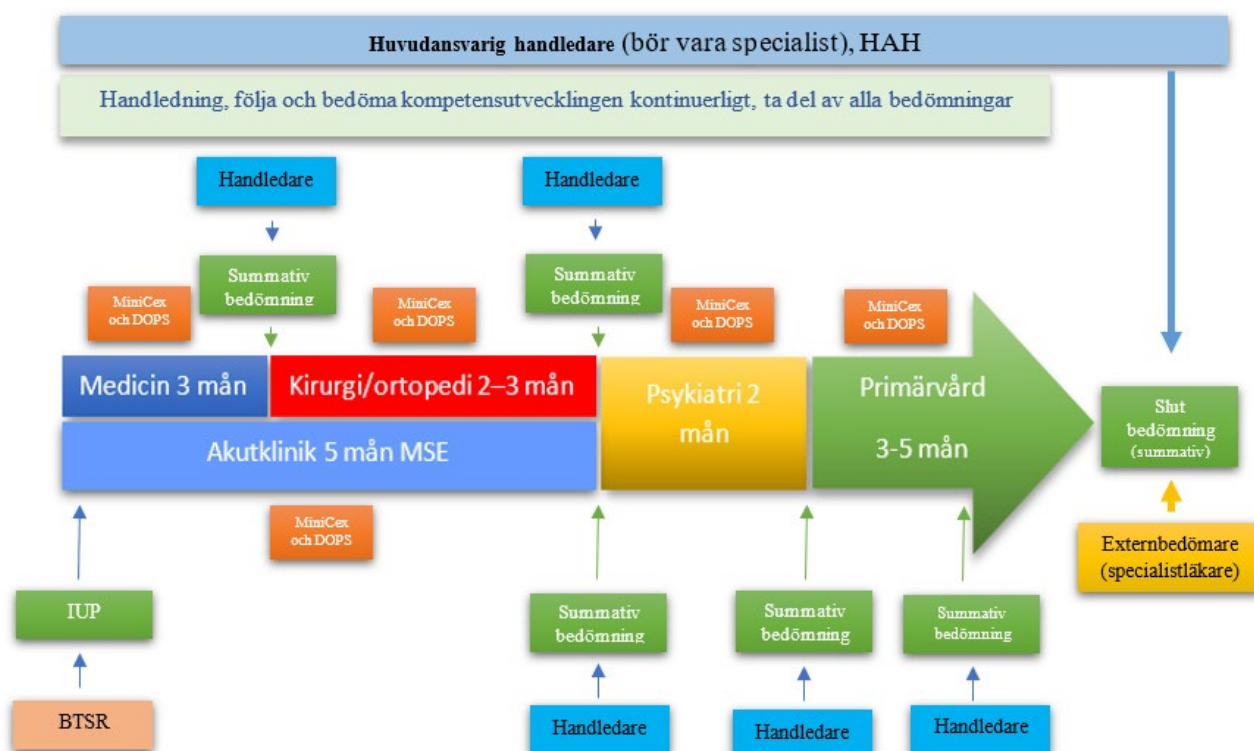 Huvudansvarig handledare (bör vara specialist), HAH
Handledning, följa och bedöma kompetensutvecklingen kontinuerligt, ta del av alla bedömningar
Handledare
Handledare
Summativ
bedömning
Summativ
bedömning
MiniCex
och DOPS
MiniCex
och DOPS
MiniCex
och DOPS
MiniCex
och DOPS
Medicin 3 mån
Kirurgi/ortopedi 2–3 mån
Psykiatri 2
mån
Primärvård
3-5 mån
Akutklinik 5 mån MSE
Slut
bedömning
(summativ)
MiniCex
och DOPS
Externbedömare
(specialistläkare)
IUP
Summativ
bedömning
Summativ
bedömning
Summativ
bedömning
BTSR
Handledare
Handledare
Handledare